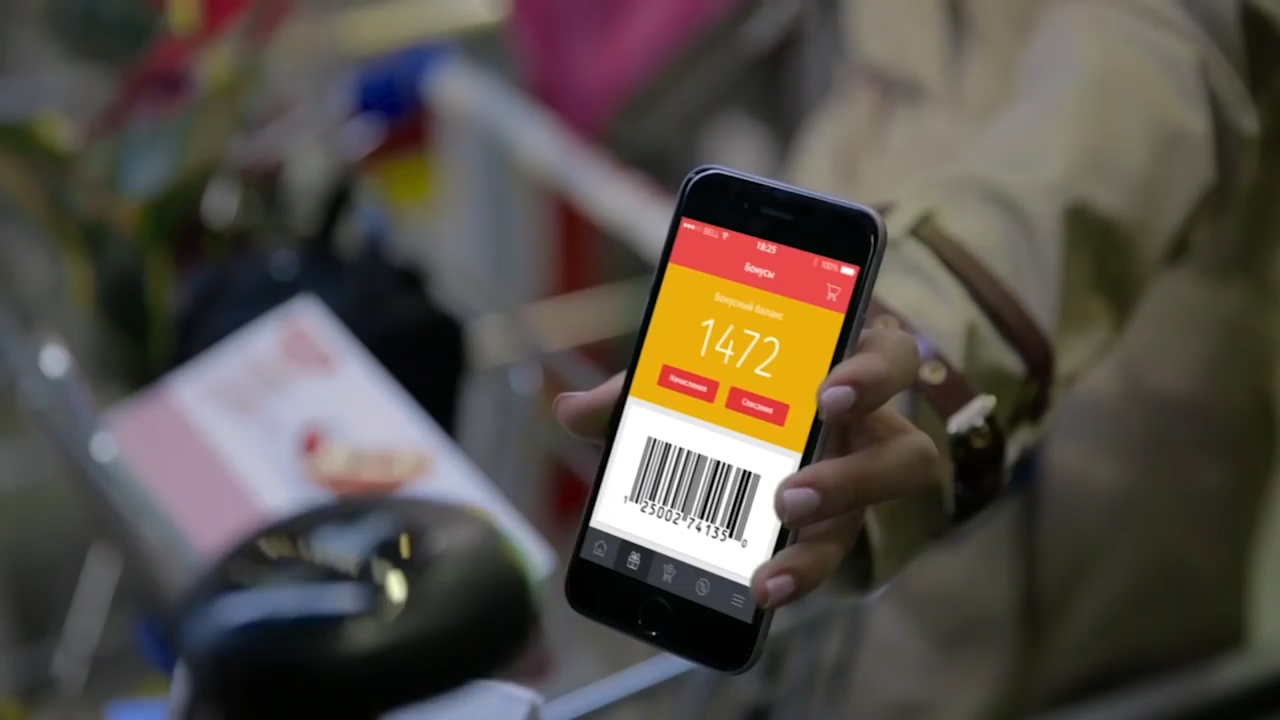 BELL 18:25 100%
Бонусы
Бонусный баланс
1472
Начисления Списания
1 25002 74135 0